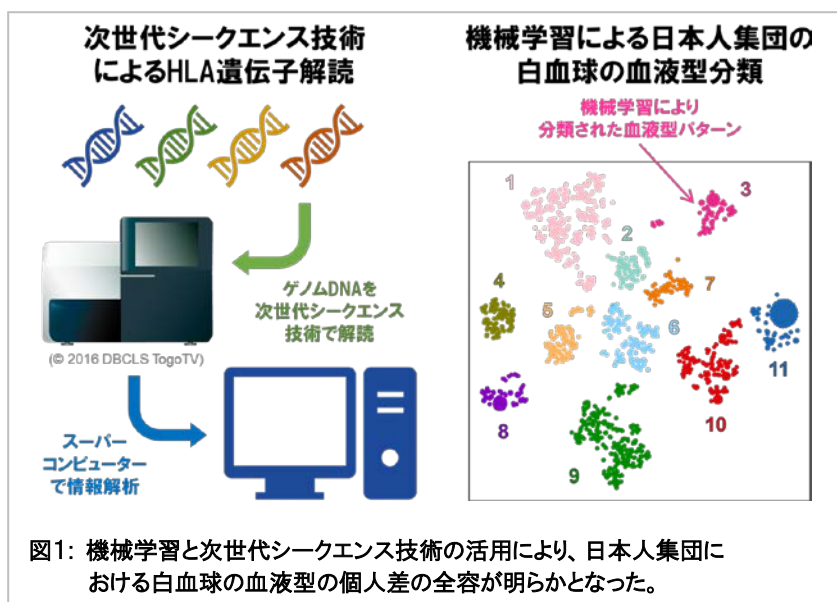 次世代シークエンス技術
によるHLA遺伝子解読
ゲノムDNAを
次世代シークエンス
技術で解読
(© 2016 DBCLS TogoTV)
スーパー
コンピューター
で情報解析
機械学習による日本人集団の
白血球の血液型分類
機械学習により
分類された血液型パターン
1
3
2
4
7
5
6
11
8
10
9
図1: 機械学習と次世代シークエンス技術の活用により、日本人集団に
おける白血球の血液型の個人差の全容が明らかとなった。